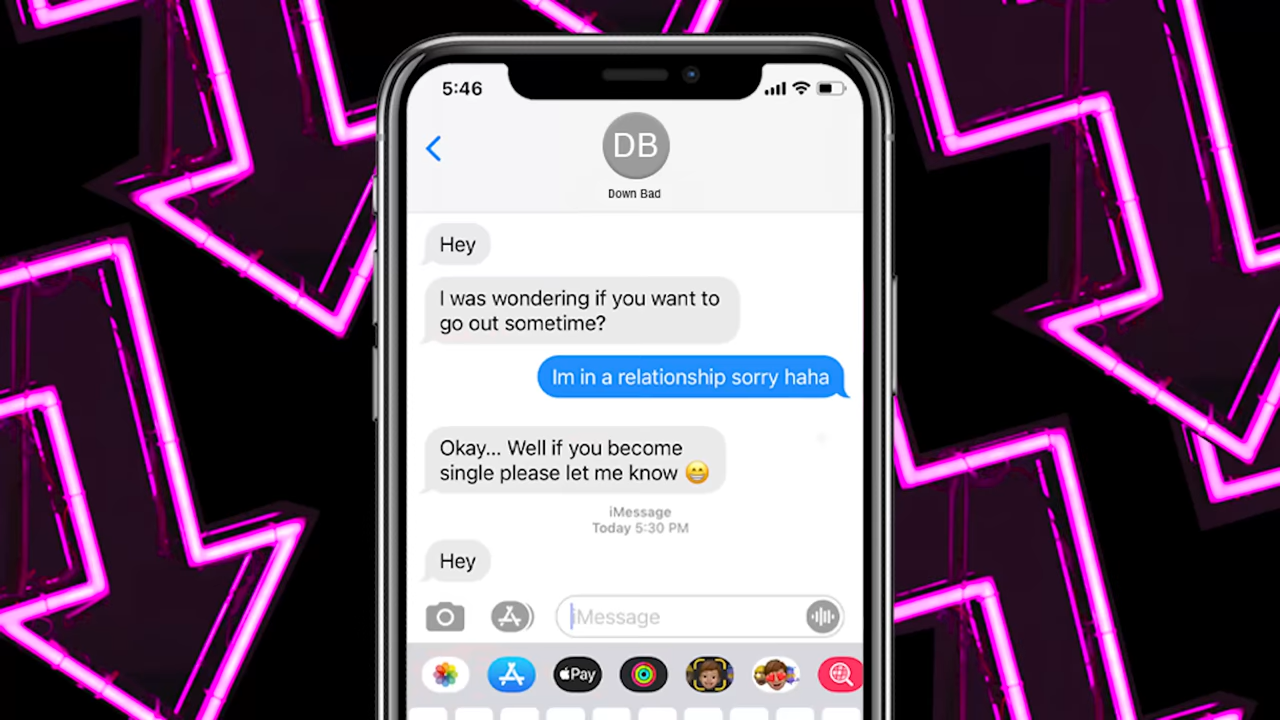 5:46
DB
Down Bad
Hey
I was wondering if you want to
go out sometime?
Im in a relationship sorry haha
Okay... Well if you become
single please let me know 😁
iMessage
Today 5:30 PM
Hey
iMessage
Pay